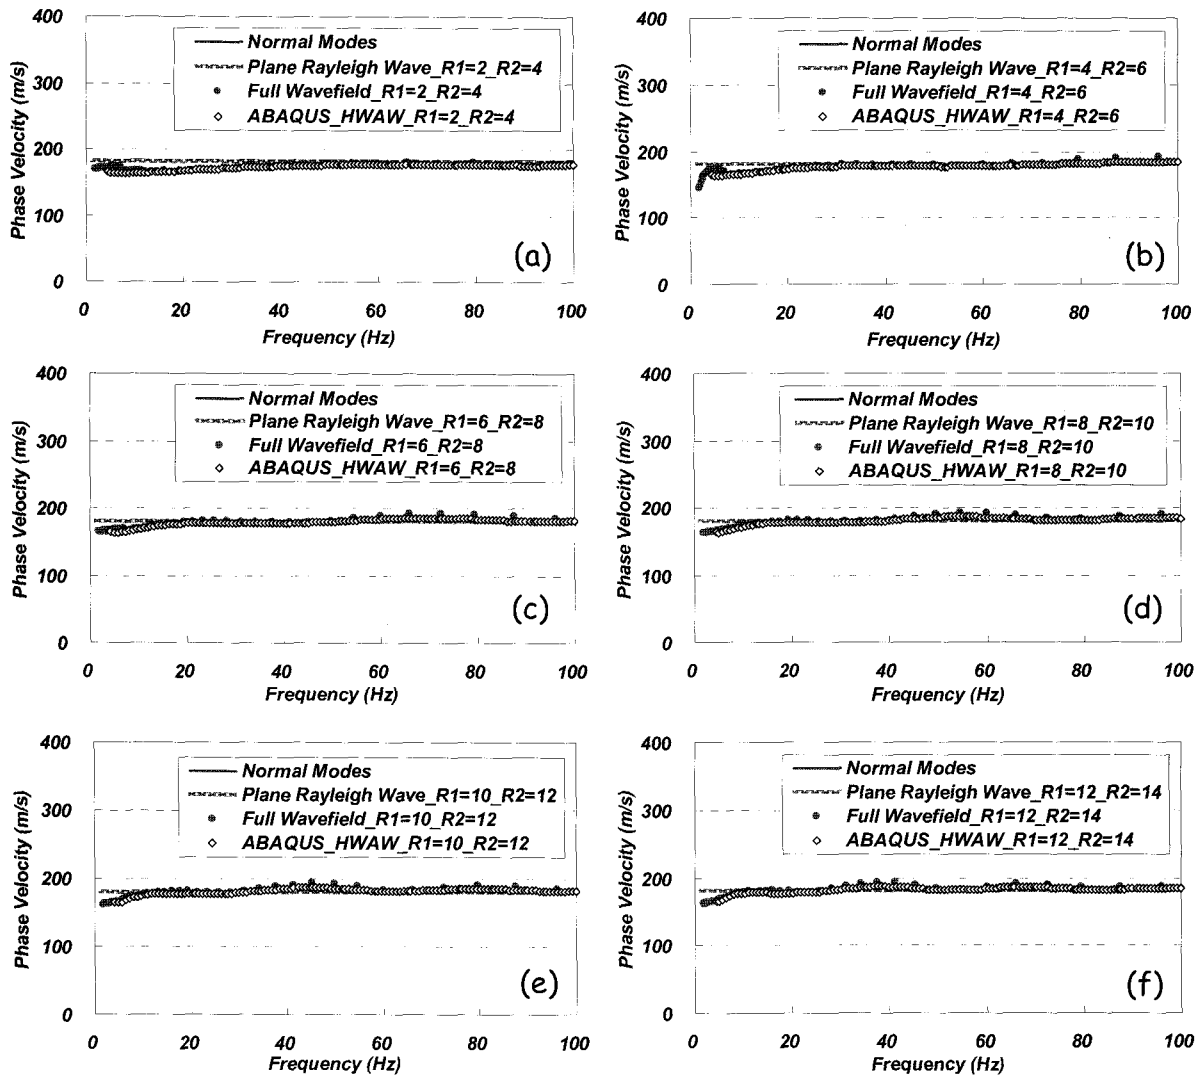 Phase Velocity (m/s)
400
300
200
100
0
Normal Modes
Plane Rayleigh Wave_R1=2_R2=4
Full Wavefield_R1=2_R2=4
ABAQUS_HWAW_R1=2_R2=4
(a)
0 20 40 60 80 100
Frequency (Hz)
Phase Velocity (m/s)
400
300
200
100
0
Normal Modes
Plane Rayleigh Wave_R1=4_R2=6
Full Wavefield_R1=4_R2=6
ABAQUS_HWAW_R1=4_R2=6
(b)
0 20 40 60 80 100
Frequency (Hz)
Phase Velocity (m/s)
400
300
200
100
0
Normal Modes
Plane Rayleigh Wave_R1=6_R2=8
Full Wavefield_R1=6_R2=8
ABAQUS_HWAW_R1=6_R2=8
(c)
0 20 40 60 80 100
Frequency (Hz)
Phase Velocity (m/s)
400
300
200
100
0
Normal Modes
Plane Rayleigh Wave_R1=8_R2=10
Full Wavefield_R1=8_R2=10
ABAQUS_HWAW_R1=8_R2=10
(d)
0 20 40 60 80 100
Frequency (Hz)
Phase Velocity (m/s)
400
300
200
100
0
Normal Modes
Plane Rayleigh Wave_R1=10_R2=12
Full Wavefield_R1=10_R2=12
ABAQUS_HWAW_R1=10_R2=12
(e)
0 20 40 60 80 100
Frequency (Hz)
Phase Velocity (m/s)
400
300
200
100
0
Normal Modes
Plane Rayleigh Wave_R1=12_R2=14
Full Wavefield_R1=12_R2=14
ABAQUS_HWAW_R1=12_R2=14
(f)
0 20 40 60 80 100
Frequency (Hz)